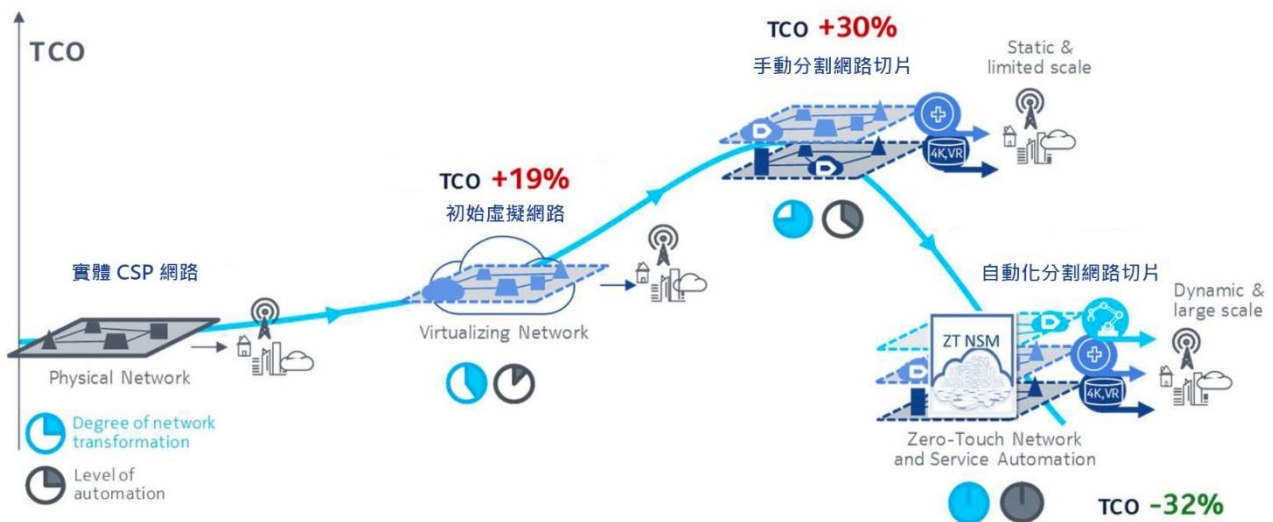 TCO
實體 CSP 網路
Physical Network
Degree of network
transformation
Level of
automation
TCO +19%
初始虛擬網路
Virtualizing Network
TCO +30%
手動分割網路切片
Static &
limited scale
4K,VR
自動化分割網路切片
Dynamic &
large scale
ZT NSM
4K,VR
Zero-Touch Network
and Service Automation
TCO -32%